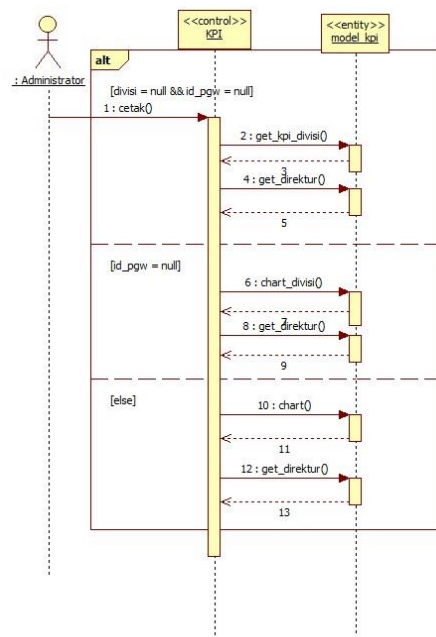 <<control>>
KPI
<<entity>>
model_kpi
: Administrator
alt
[divisi = null && id_pgw = null]
1 : cetak()
2 : get_kpi_divisi()
3
4 : get_direktur()
5
[id_pgw = null]
6 : chart_divisi()
7
8 : get_direktur()
9
[else]
10 : chart()
11
12 : get_direktur()
13